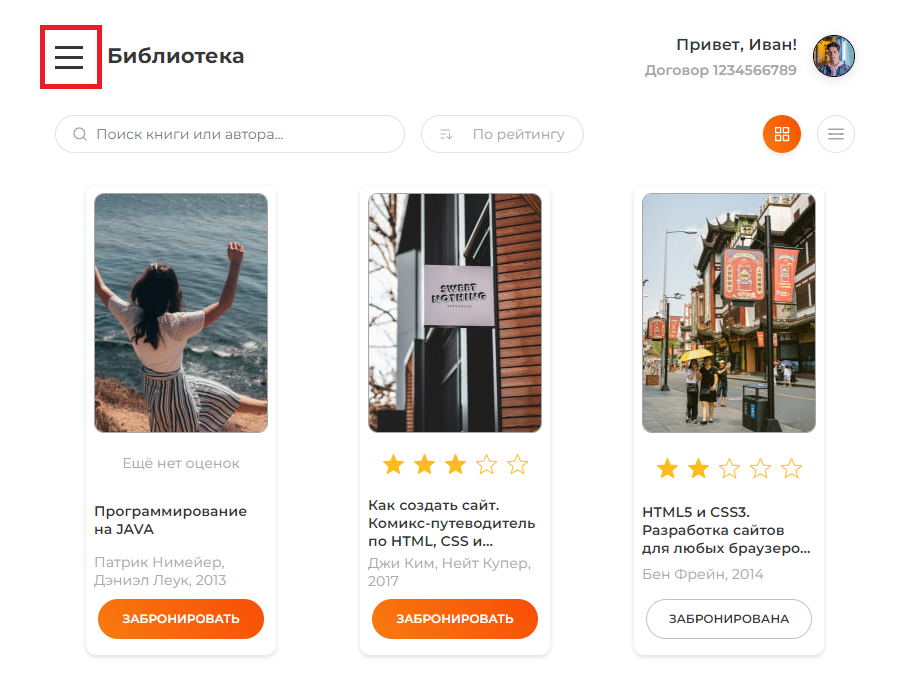 Библиотека
Привет, Иван!
Договор 1234566789
Поиск книги или автора...
По рейтингу
SWEET
NOTHING
Ещё нет оценок
Программирование
на JAVA
Патрик Нимейер,
Дэниэл Леук, 2013
ЗАБРОНИРОВАТЬ
Как создать сайт.
Комикс-путеводитель
по HTML, CSS и...
Джи Ким, Нейт Купер,
2017
ЗАБРОНИРОВАТЬ
HTML5 и CSS3.
Разработка сайтов
для любых браузеро...
Бен Фрейн, 2014
ЗАБРОНИРОВАНА